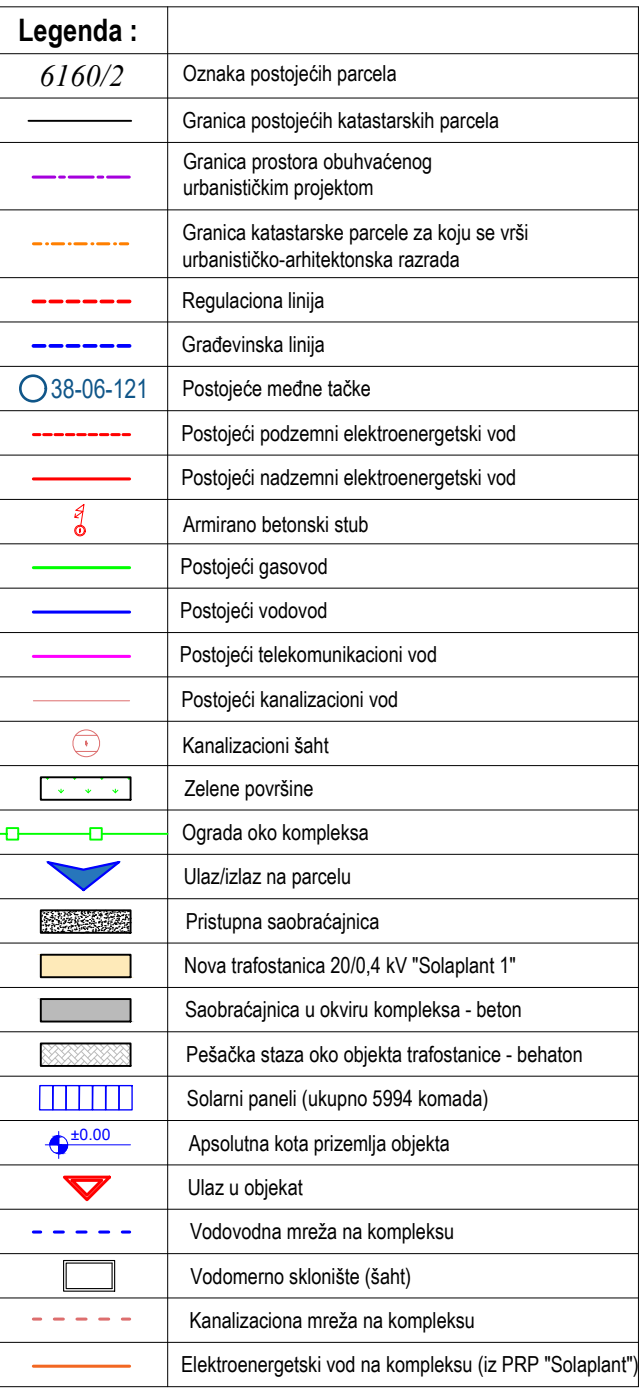 Legenda :
6160/2 Oznaka postojećih parcela
Granica postojećih katastarskih parcela
Granica prostora obuhvaćenog
urbanističkim projektom
Granica katastarske parcele za koju se vrši
urbanističko-arhitektonska razrada
Regulaciona linija
Građevinska linija
38-06-121 Postojeće međne tačke
Postojeći podzemni elektroenergetski vod
Postojeći nadzemni elektroenergetski vod
Armirano betonski stub
Postojeći gasovod
Postojeći vodovod
Postojeći telekomunikacioni vod
Postojeći kanalizacioni vod
Kanalizacioni šaht
Zelene površine
Ograda oko kompleksa
Ulaz/izlaz na parcelu
Pristupna saobraćajnica
Nova trafostanica 20/0,4 kV "Solaplant 1"
Saobraćajnica u okviru kompleksa - beton
Pešačka staza oko objekta trafostanice - behaton
Solarni paneli (ukupno 5994 komada)
±0.00 Apsolutna kota prizemlja objekta
Ulaz u objekat
Vodovodna mreža na kompleksu
Vodomerno sklonište (šaht)
Kanalizaciona mreža na kompleksu
Elektroenergetski vod na kompleksu (iz PRP "Solaplant")